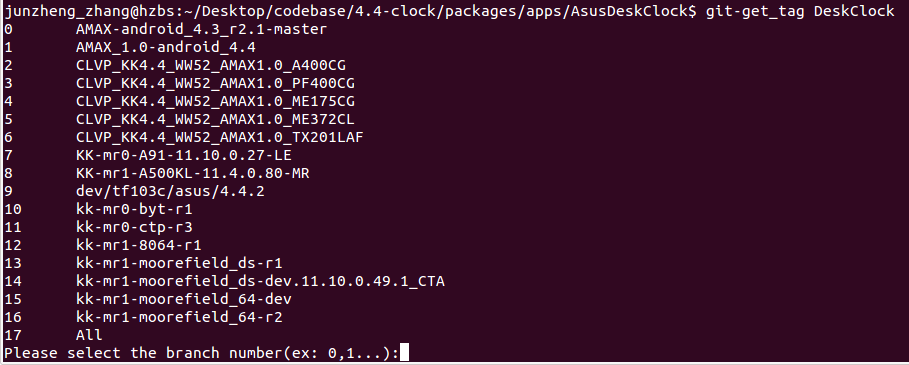 junzheng_zhang@hzbs:~/Desktop/codebase/4.4-clock/packages/apps/AsusDeskClock$ git-get_tag DeskClock
0 AMAX-android_4.3_r2.1-master
1 AMAX_1.0-android_4.4
2 CLVP_KK4.4_WW52_AMAX1.0_A400CG
3 CLVP_KK4.4_WW52_AMAX1.0_PF400CG
4 CLVP_KK4.4_WW52_AMAX1.0_ME175CG
5 CLVP_KK4.4_WW52_AMAX1.0_ME372CL
6 CLVP_KK4.4_WW52_AMAX1.0_TX201LAF
7 KK-mr0-A91-11.10.0.27-LE
8 KK-mr1-A500KL-11.4.0.80-MR
9 dev/tf103c/asus/4.4.2
10 kk-mr0-byt-r1
11 kk-mr0-ctp-r3
12 kk-mr1-8064-r1
13 kk-mr1-moorefield_ds-r1
14 kk-mr1-moorefield_ds-dev.11.10.0.49.1_CTA
15 kk-mr1-moorefield_64-dev
16 kk-mr1-moorefield_64-r2
17 All
Please select the branch number(ex: 0,1...):